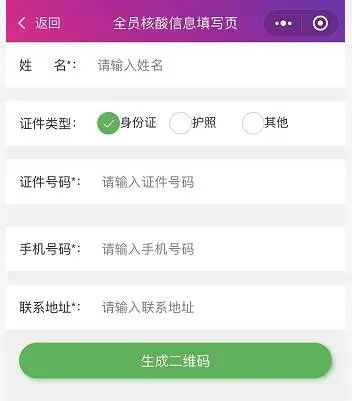 返回 全员核酸信息填写页
姓 名*： 请输入姓名
证件类型： 身份证 护照 其他
证件号码*： 请输入证件号码
手机号码*： 请输入手机号码
联系地址*： 请输入联系地址
生成二维码